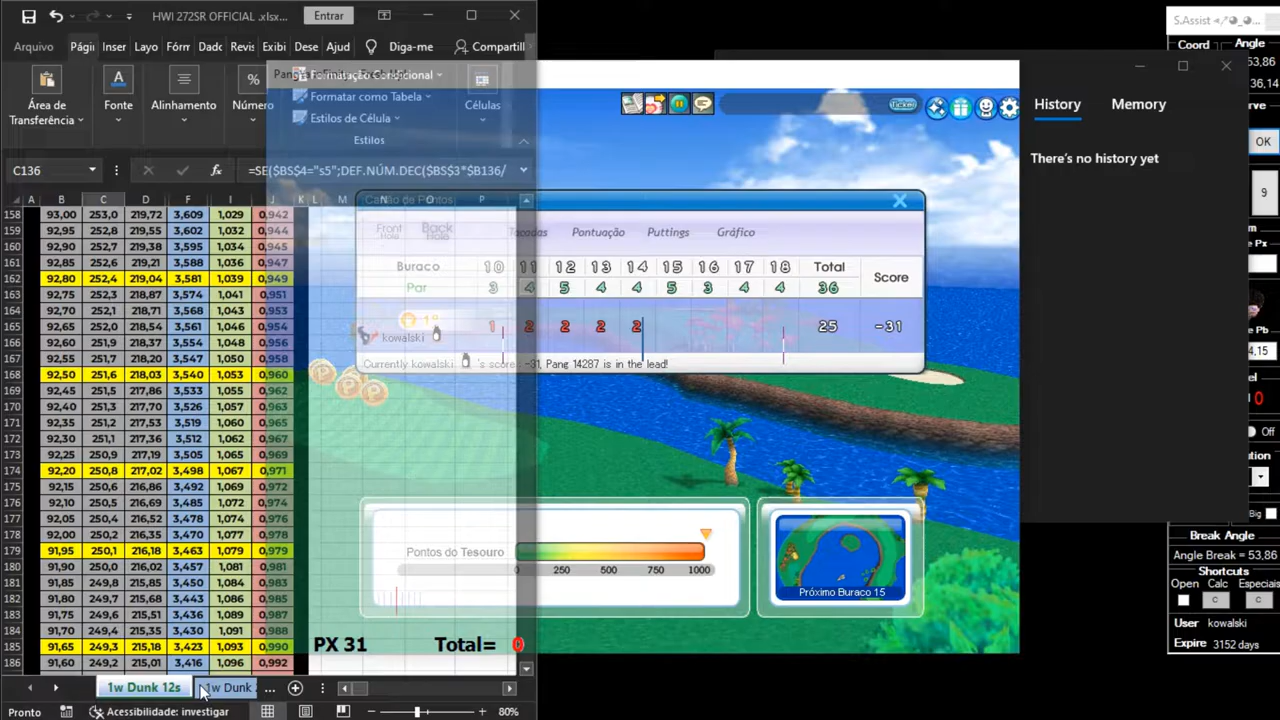 HWI 272SR OFFICIAL .xlsx...
Entrar
Arquivo Pági Inser Layo Fórm Dado Revis Exibi Dese Ajud Diga-me Compartill
Área de
Transferência
Fonte
Alinhamento
%
Número
Formatação Condicional
Formatar como Tabela
Estilos de Célula
Estilos
Células
C136
fx
=SE($BS$4="s5";DEF.NÚM.DEC($BS$3*$B136/
A B C D F I J K L M N O P
158 93,00 253,0 219,72 3,609 1,029 0,942
159 92,95 252,8 219,55 3,602 1,032 0,944
160 92,90 252,7 219,38 3,595 1,034 0,945
161 92,85 252,6 219,21 3,588 1,036 0,947
162 92,80 252,4 219,04 3,581 1,039 0,949
163 92,75 252,3 218,87 3,574 1,041 0,951
164 92,70 252,1 218,71 3,568 1,043 0,953
165 92,65 252,0 218,54 3,561 1,046 0,954
166 92,60 251,9 218,37 3,554 1,048 0,956
167 92,55 251,7 218,20 3,547 1,050 0,958
168 92,50 251,6 218,03 3,540 1,053 0,960
169 92,45 251,5 217,86 3,533 1,055 0,962
170 92,40 251,3 217,70 3,526 1,057 0,963
171 92,35 251,2 217,53 3,519 1,060 0,965
172 92,30 251,1 217,36 3,512 1,062 0,967
173 92,25 250,9 217,19 3,505 1,065 0,969
174 92,20 250,8 217,02 3,498 1,067 0,971
175 92,15 250,6 216,86 3,492 1,069 0,972
176 92,10 250,5 216,69 3,485 1,072 0,974
177 92,05 250,4 216,52 3,478 1,074 0,976
178 92,00 250,2 216,35 3,470 1,077 0,978
179 91,95 250,1 216,18 3,463 1,079 0,979
180 91,90 250,0 216,02 3,457 1,081 0,981
181 91,85 249,8 215,85 3,450 1,084 0,983
182 91,80 249,7 215,68 3,443 1,086 0,985
183 91,75 249,6 215,51 3,436 1,089 0,987
184 91,70 249,4 215,35 3,430 1,091 0,988
185 91,65 249,3 215,18 3,423 1,093 0,990
186 91,60 249,2 215,01 3,416 1,096 0,992
1w Dunk 12s
1w Dunk
...
Pronto
Acessibilidade: investigar
80%
Ticket
Cartão de Pontos
Front
Hole
Back
Hole
Tacadas Pontuação Puttings Gráfico
Buraco 10 11 12 13 14 15 16 17 18 Total Score
Par 3 4 5 4 4 5 3 4 4 36
1º
kowalski
1 2 2 2 2 25 -31
Currently kowalski 's score: -31, Pang 14287 is in the lead!
Pontos do Tesouro
0 250 500 750 1000
Próximo Buraco 15
PX 31 Total= 0
History Memory
There's no history yet
S.Assist
Coord Angle
53,86
36,14
OK
9
Px
4,15
0
Off
Big
Break Angle
Angle Break = 53,86
Shortcuts
Open Calc Especiais
C C
User kowalski
Expire 3152 days